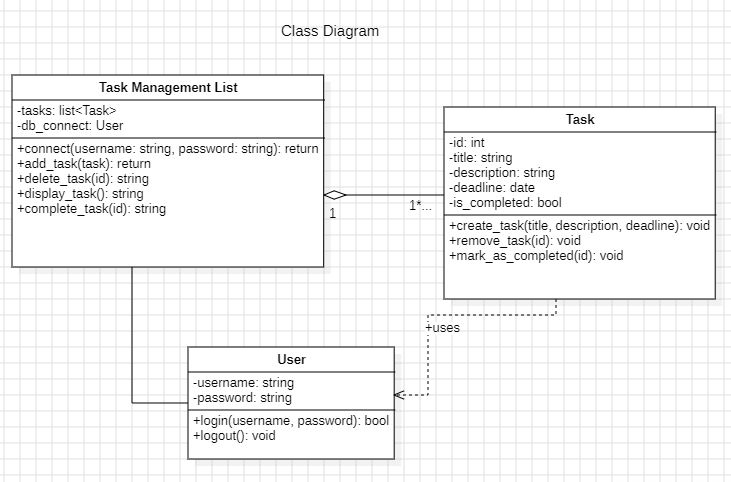 Class Diagram
Task Management List
-tasks: list<Task>
-db_connect: User
+connect(username: string, password: string): return
+add_task(task): return
+delete_task(id): string
+display_task(): string
+complete_task(id): string
1
1*...
Task
-id: int
-title: string
-description: string
-deadline: date
-is_completed: bool
+create_task(title, description, deadline): void
+remove_task(id): void
+mark_as_completed(id): void
+uses
User
-username: string
-password: string
+login(username, password): bool
+logout(): void